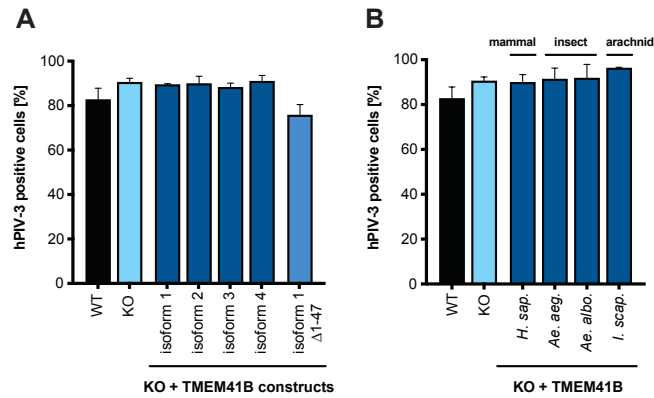 A
hPIV-3 positive cells [%]
100
80
60
40
20
0
WT
KO
isoform 1
isoform 2
isoform 3
isoform 4
isoform 1
Δ1-47
KO + TMEM41B constructs
B
mammal insect arachnid
hPIV-3 positive cells [%]
100
80
60
40
20
0
WT
KO
H. sap.
Ae. aeg.
Ae. albo.
I. scap.
KO + TMEM41B